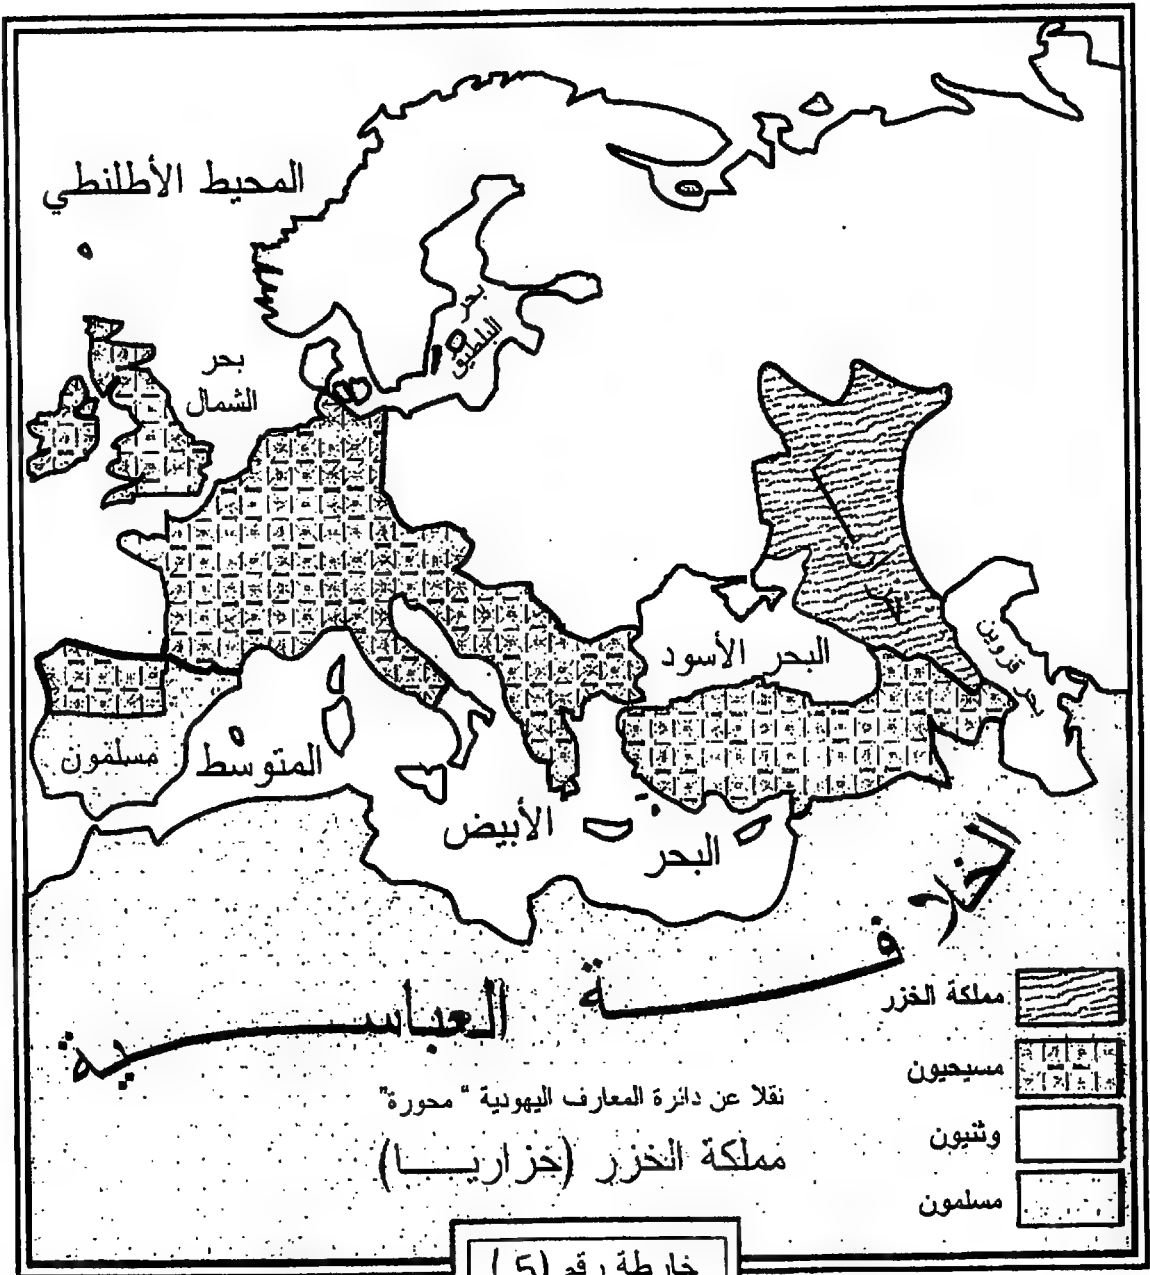 المحيط الأطلنطي
بحر
البلطيق
بحر
الشمال
البحر الأسود
بحر قزوين
مسلمون
المتوسط
الأبيض
البحر
الخلافة
العباسية
مملكة الخزر
مسيحيون
وثنيون
مسلمون
نقلا عن دائرة المعارف اليهودية " محورة"
مملكة الخزر (خزاريا)
خارطة رقم (5)